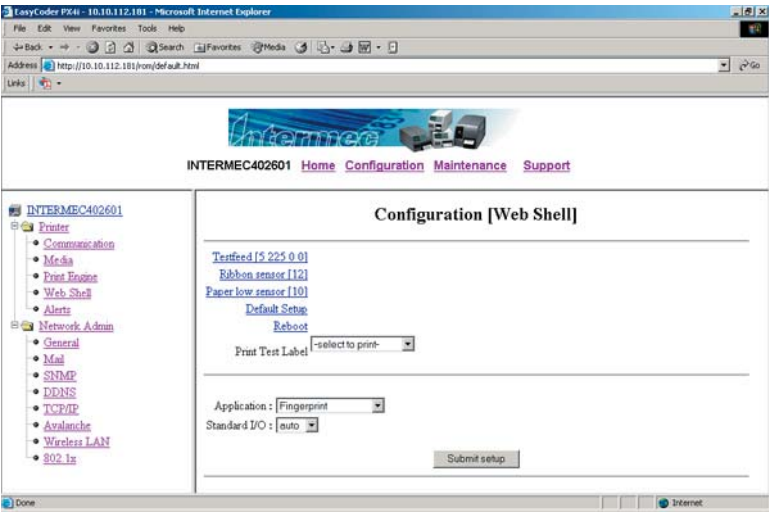 EasyCoder PX4i - 10.10.112.181 - Microsoft Internet Explorer
File Edit View Favorites Tools Help
Back Search Favorites Media
Address http://10.10.112.181/rom/default.html Go
Links
Intermec
INTERMEC402601 Home Configuration Maintenance Support
INTERMEC402601
Printer
Communication
Media
Print Engine
Web Shell
Alerts
Network Admin
General
Mail
SNMP
DDNS
TCP/IP
Avalanche
Wireless LAN
802.1x
Configuration [Web Shell]
Testfeed [5 225 0 0]
Ribbon sensor [12]
Paper low sensor [10]
Default Setup
Reboot
Print Test Label -select to print-
Application : Fingerprint
Standard I/O : auto
Submit setup
Done Internet